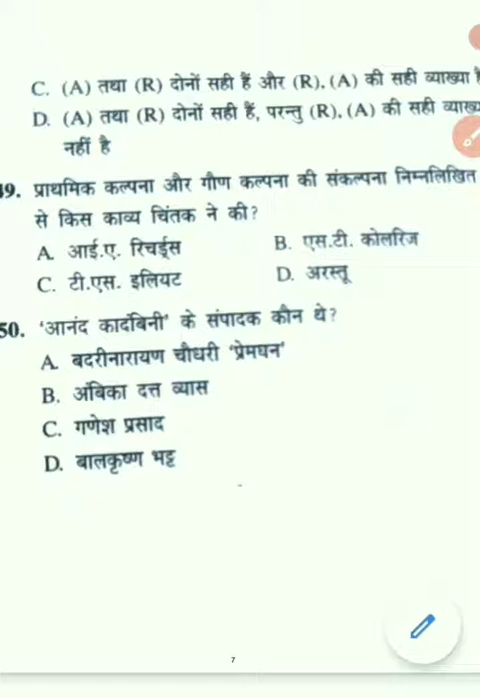 C. (A) तथा (R) दोनों सही हैं और (R), (A) की सही व्याख्या
D. (A) तथा (R) दोनों सही हैं, परन्तु (R), (A) की सही
नहीं है
49. प्राथमिक कल्पना और गौण कल्पना की संकल्पना निम्नलिखित
से किस काव्य चिंतक ने की?
A. आई.ए. रिचर्ड्स B. एस.टी. कोलरिज
C. टी.एस. इलियट D. अरस्तू
50. ‘आनंद कादंबिनी’ के संपादक कौन थे?
A. बदरीनारायण चौधरी ‘प्रेमघन’
B. अंबिका दत्त व्यास
C. गणेश प्रसाद
D. बालकृष्ण भट्ट
7